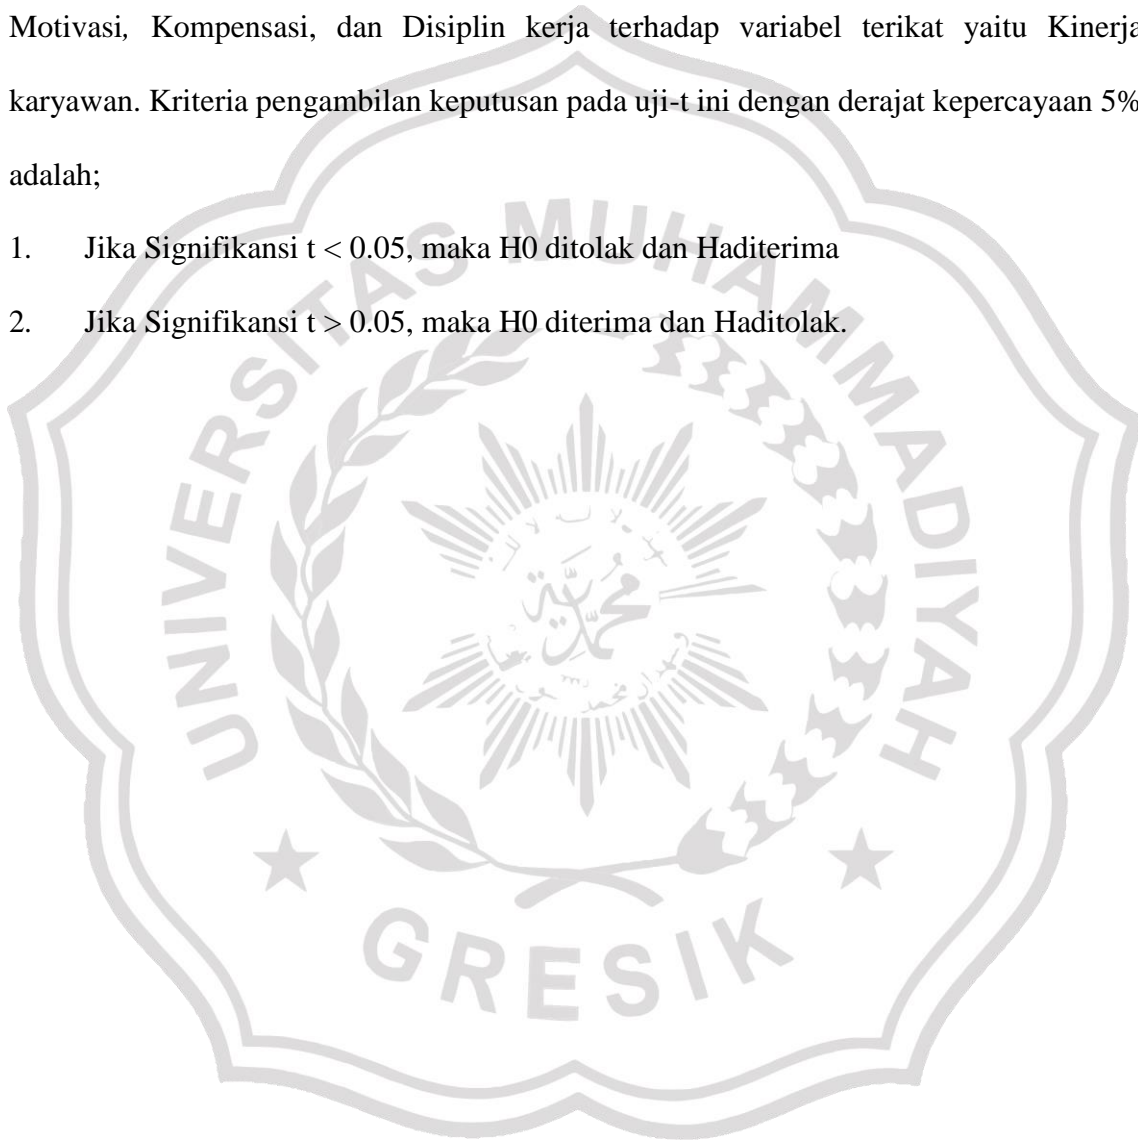 Motivasi, Kompensasi, dan Disiplin kerja terhadap variabel terikat yaitu Kinerja
karyawan. Kriteria pengambilan keputusan pada uji-t ini dengan derajat kepercayaan 5%
adalah;
1. Jika Signifikansi t < 0.05, maka H0 ditolak dan Haditerima
2. Jika Signifikansi t > 0.05, maka H0 diterima dan Haditolak.
UNIVERSITAS MUHAMMADIYAH
محمد
GRESIK